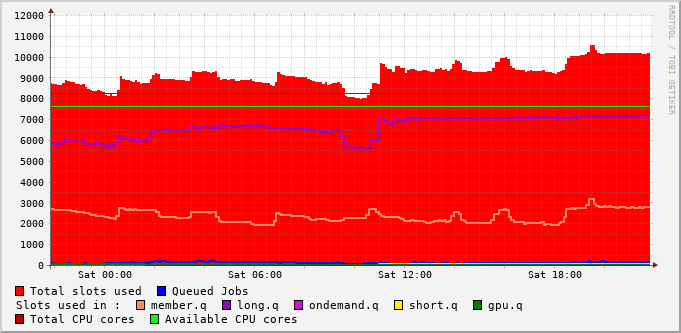 RRDTOOL / TOBI OETIKER
12000
11000
10000
9000
8000
7000
6000
5000
4000
3000
2000
1000
0
Sat 00:00 Sat 06:00 Sat 12:00 Sat 18:00
Total slots used Queued Jobs
Slots used in : member.q long.q ondemand.q short.q gpu.q
Total CPU cores Available CPU cores